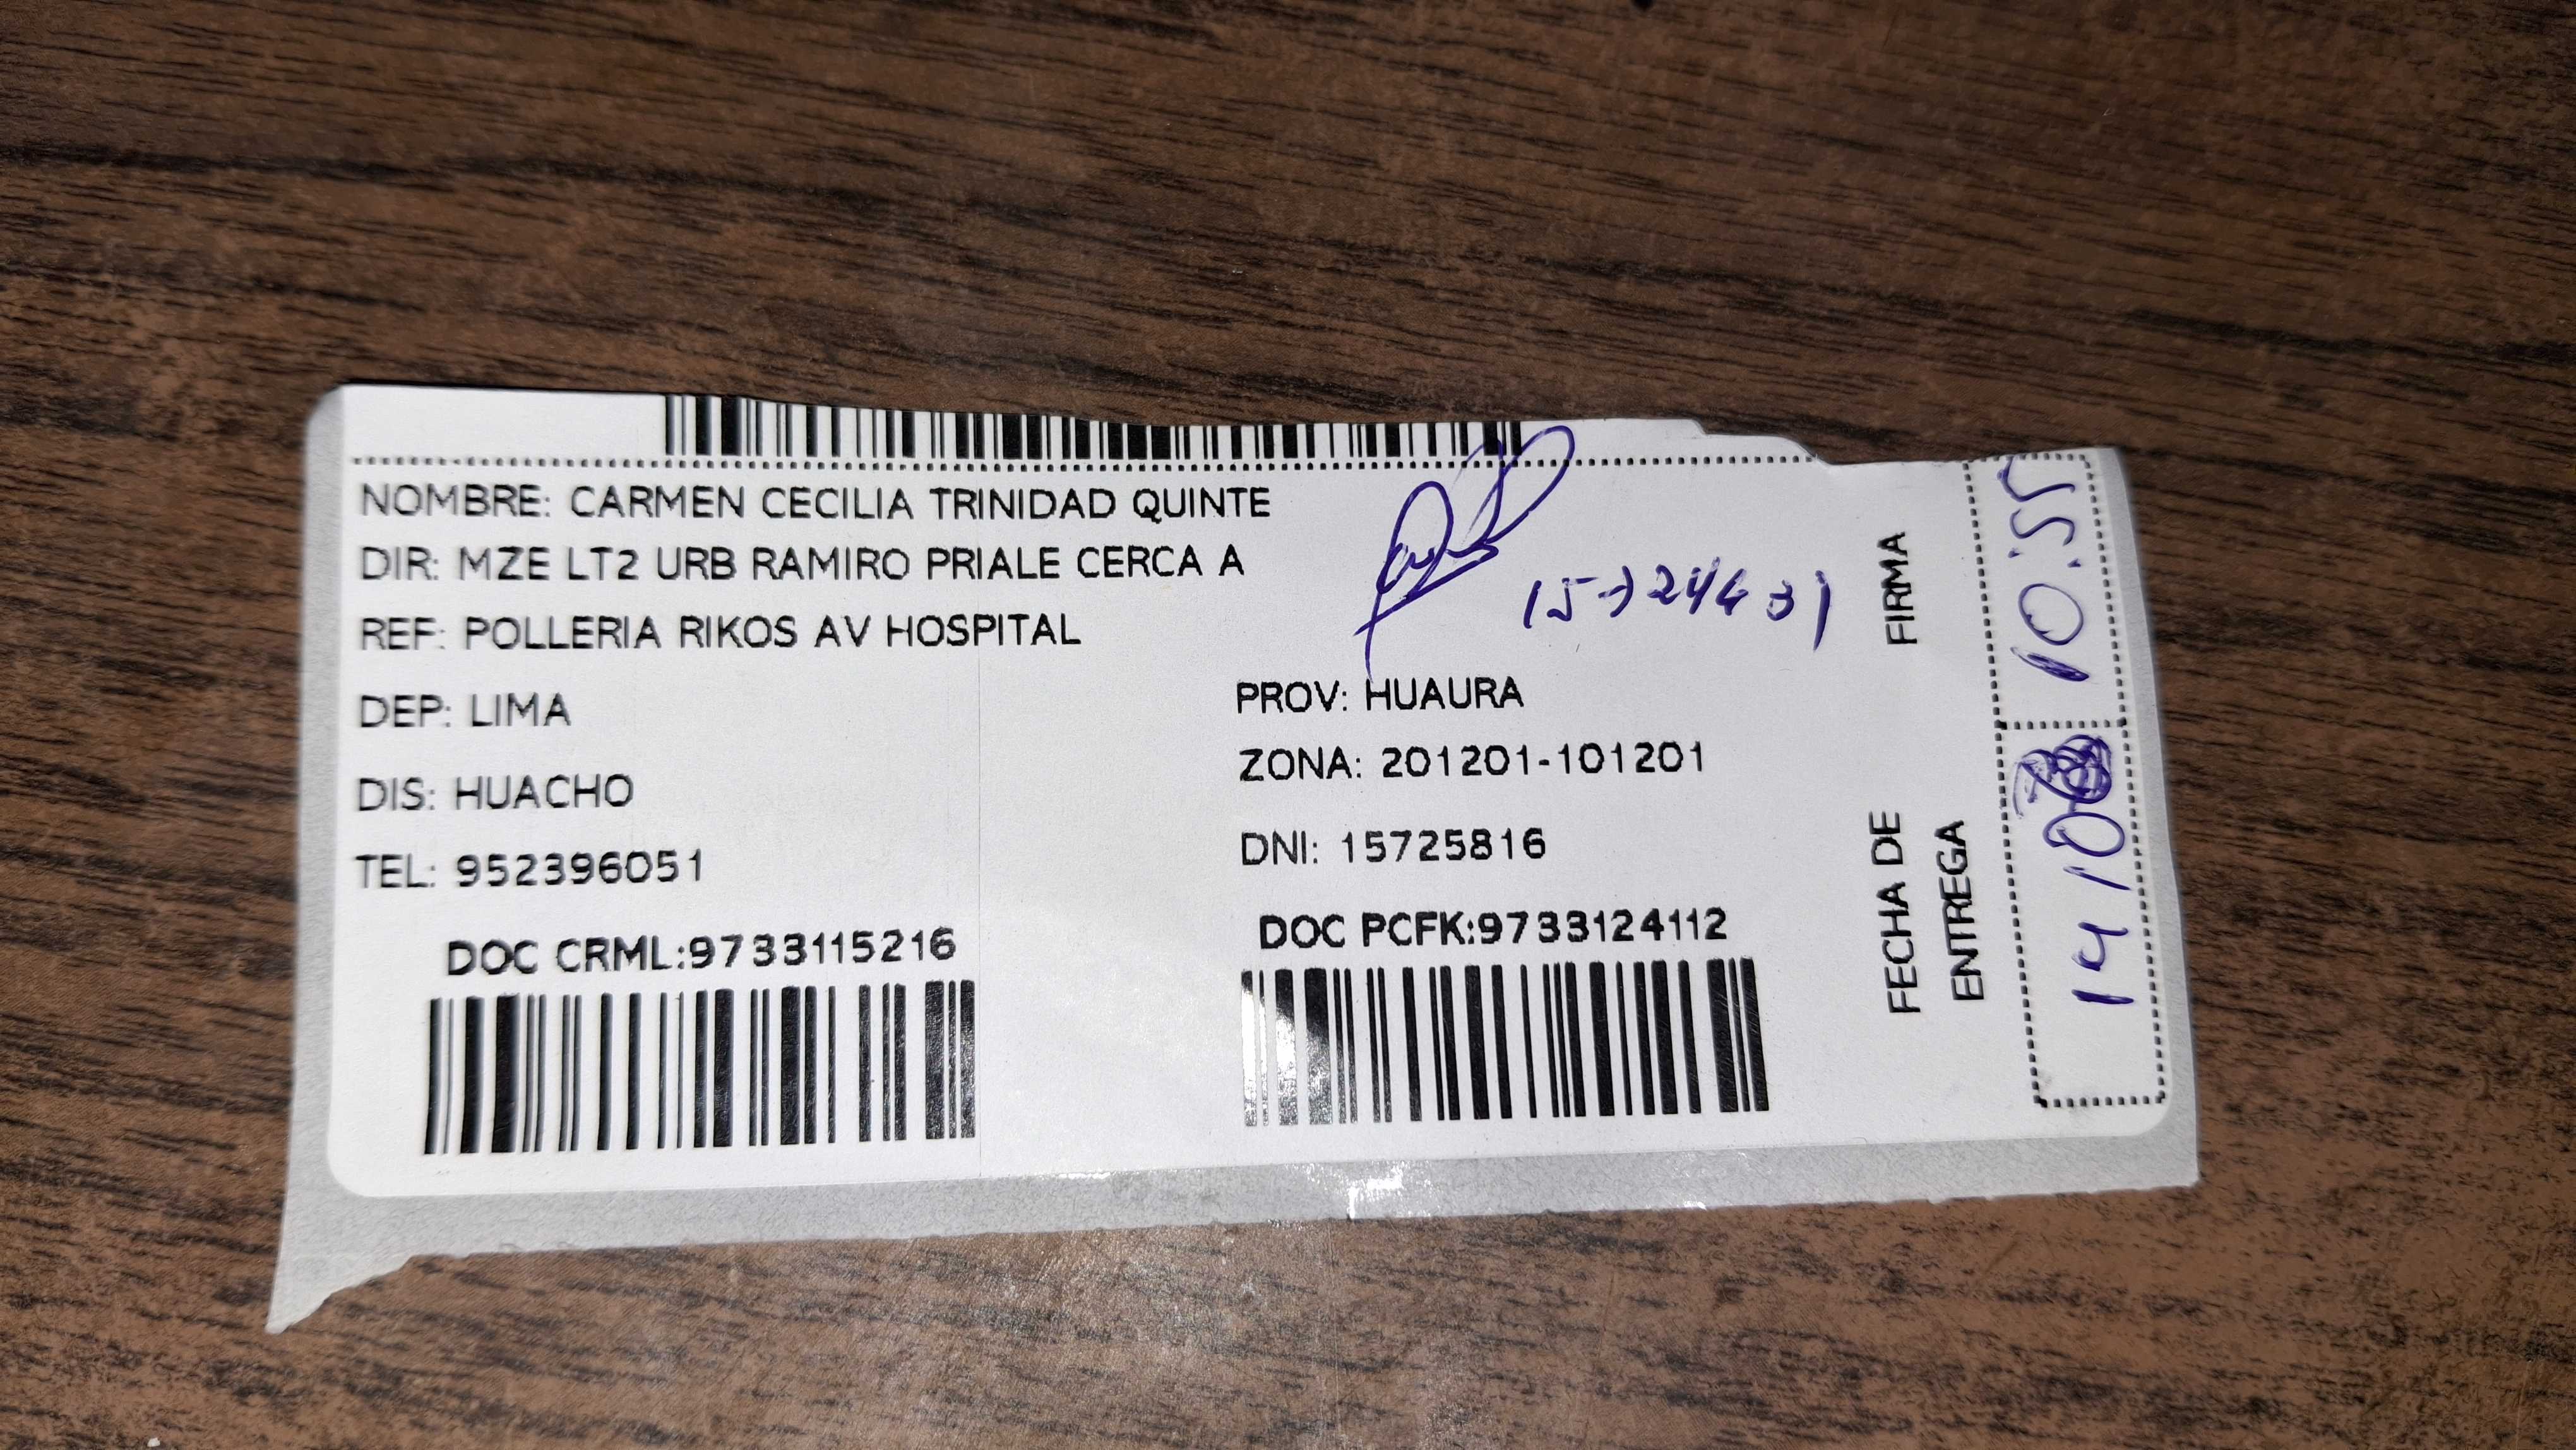 NOMBRE: CARMEN CECILIA TRINIDAD QUINTE
DIR: MZE LT2 URB RAMIRO PRIALE CERCA A
REF: POLLERIA RIKOS AV HOSPITAL
DEP: LIMA
PROV: HUAURA
DIS: HUACHO
ZONA: 201201-101201
TEL: 952396051
DNI: 15725816
DOC CRML:9733115216
DOC PCFK:9733124112
FIRMA
10:55
FECHA DE
ENTREGA
14